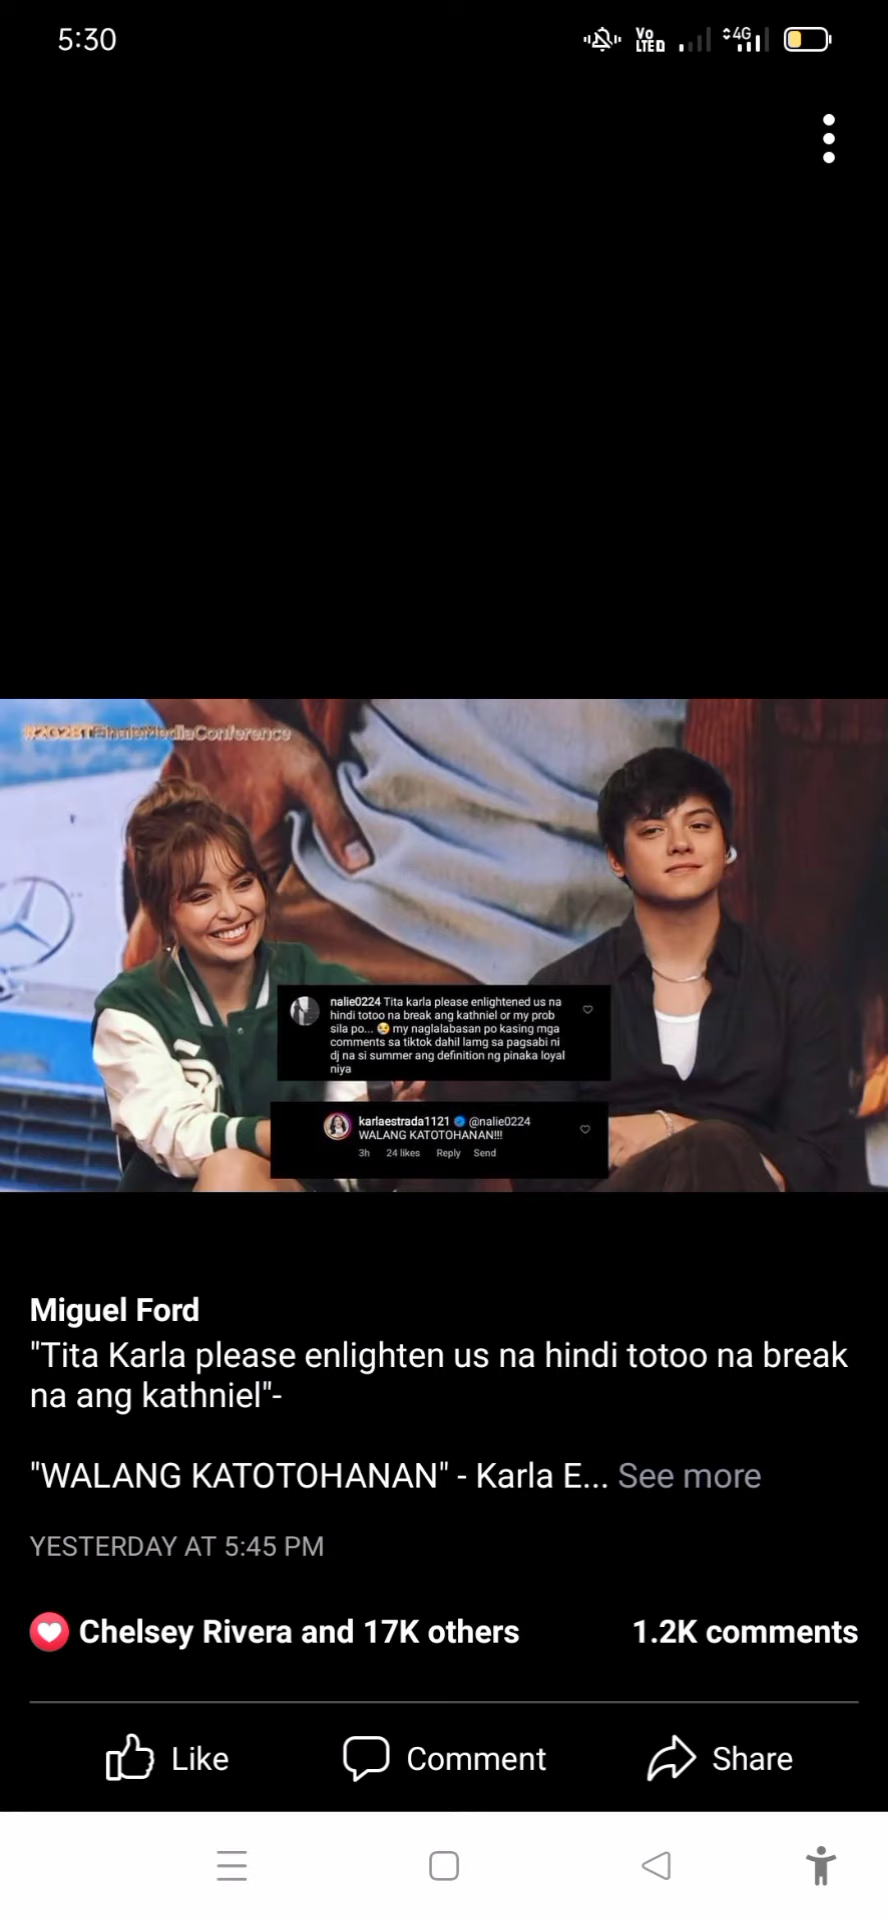 5:30
Vo
LTED
4G
#2G2BTFinaleMediaConference
nalie0224 Tita karla please enlightened us na
hindi totoo na break ang kathniel or my prob
sila po... 😢 my naglalabasan po kasing mga
comments sa tiktok dahil lamg sa pagsabi ni
dj na si summer ang definition ng pinaka loyal
niya
karlaestrada1121 @nalie0224
WALANG KATOTOHANAN!!!
3h 24 likes Reply Send
Miguel Ford
"Tita Karla please enlighten us na hindi totoo na break
na ang kathniel"-
"WALANG KATOTOHANAN" - Karla E... See more
YESTERDAY AT 5:45 PM
Chelsey Rivera and 17K others 1.2K comments
Like Comment Share